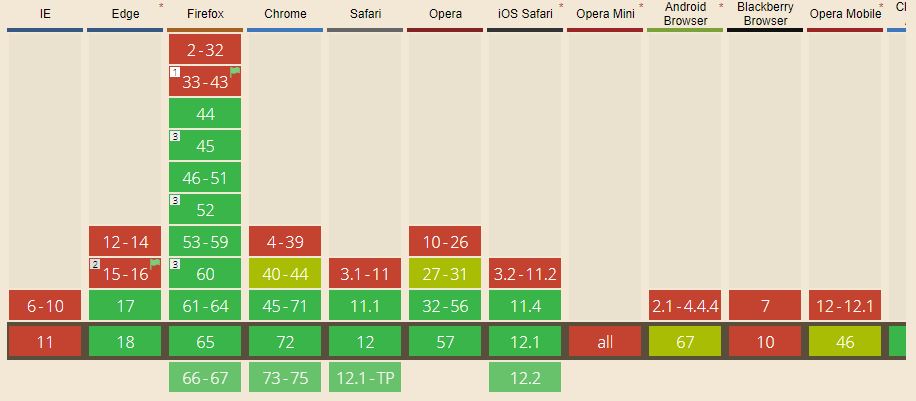 IE Edge * Firefox Chrome Safari Opera iOS Safari * Opera Mini * Android Browser * Blackberry Browser Opera Mobile *
2-32
1 33-43
44
3 45
46-51
3 52
12-14 53-59 4-39 10-26
2 15-16 3 60 40-44 3.1-11 27-31 3.2-11.2
6-10 17 61-64 45-71 11.1 32-56 11.4 2.1-4.4.4 7 12-12.1
11 18 65 72 12 57 12.1 all 67 10 46
66-67 73-75 12.1-TP 12.2